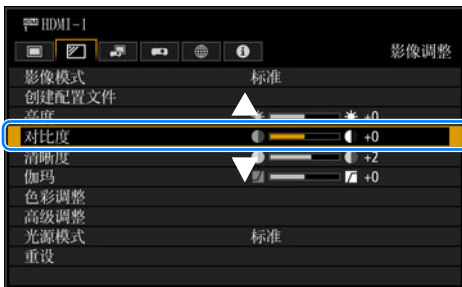 HDMI-1
影像调整
影像模式 标准
创建配置文件
亮度 +0
对比度 +0
清晰度 +2
伽玛 +0
色彩调整
高级调整
光源模式 标准
重设